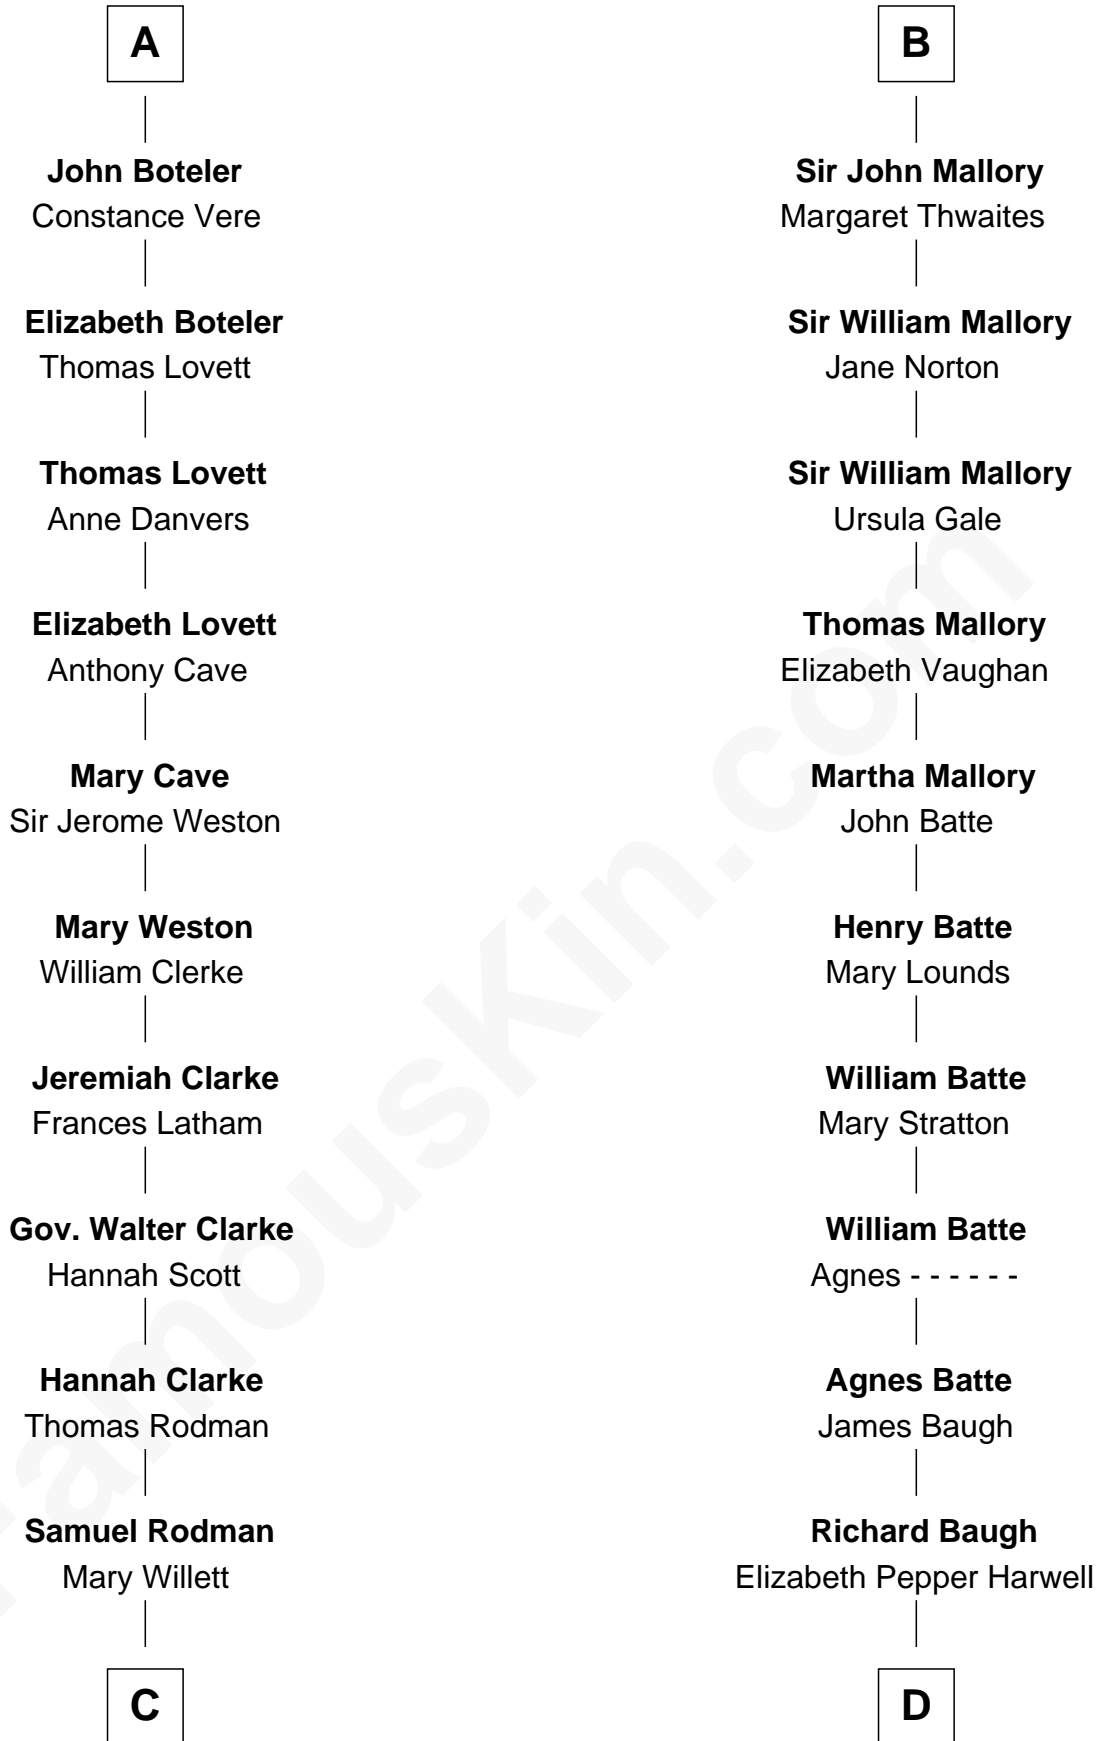 A
John Boteler
Constance Vere
Elizabeth Boteler
Thomas Lovett
Thomas Lovett
Anne Danvers
Elizabeth Lovett
Anthony Cave
Mary Cave
Sir Jerome Weston
Mary Weston
William Clerke
Jeremiah Clarke
Frances Latham
Gov. Walter Clarke
Hannah Scott
Hannah Clarke
Thomas Rodman
Samuel Rodman
Mary Willett
C
B
Sir John Mallory
Margaret Thwaites
Sir William Mallory
Jane Norton
Sir William Mallory
Ursula Gale
Thomas Mallory
Elizabeth Vaughan
Martha Mallory
John Batte
Henry Batte
Mary Lounds
William Batte
Mary Stratton
William Batte
Agnes - - - - - -
Agnes Batte
James Baugh
Richard Baugh
Elizabeth Pepper Harwell
D
FamousKin.com